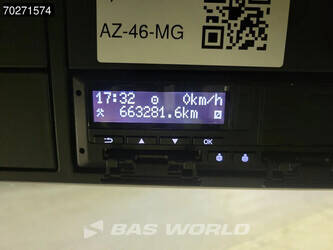 70271574
AZ-46-MG
17:32 0km/h
663281.6km
OK
BAS WORLD